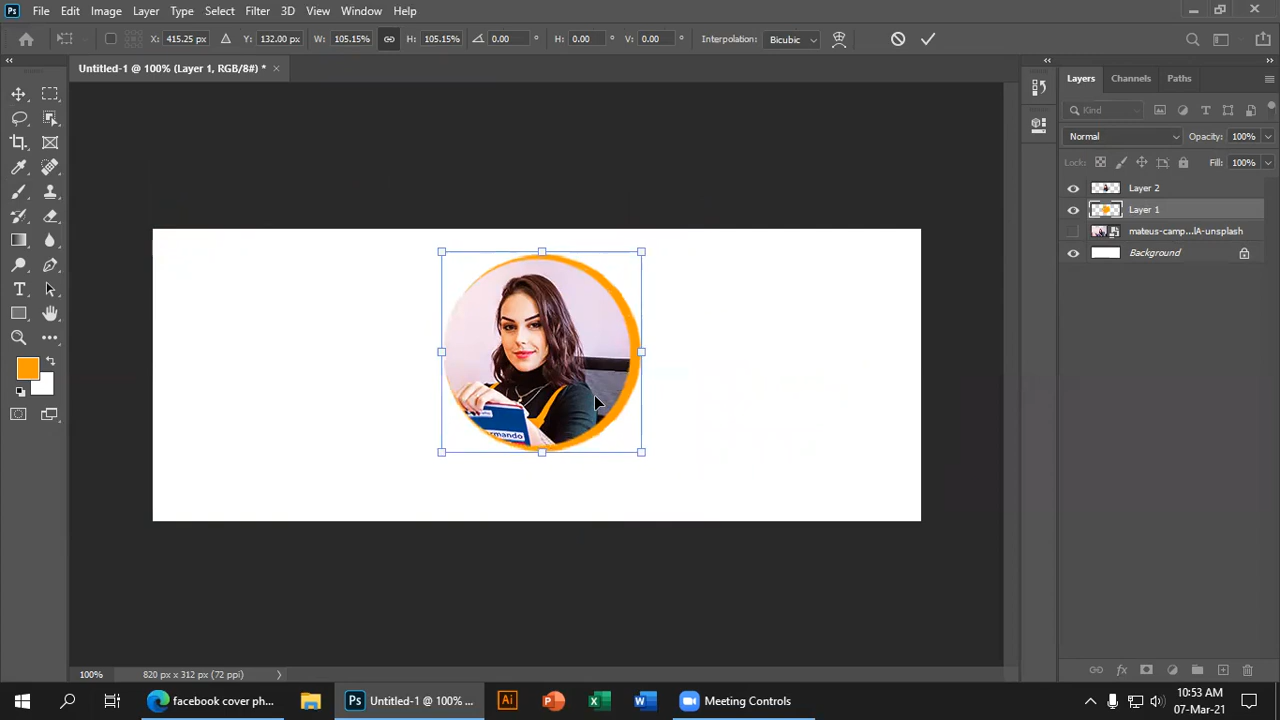 Ps File Edit Image Layer Type Select Filter 3D View Window Help
X: 415.25 px Y: 132.00 px W: 105.15% H: 105.15% 0.00 ° H: 0.00 ° V: 0.00 ° Interpolation: Bicubic
Untitled-1 @ 100% (Layer 1, RGB/8#) * ×
Layers Channels Paths
Kind
Normal Opacity: 100%
Lock: Fill: 100%
Layer 2
Layer 1
mateus-camp...lA-unsplash
Background
ormando
100% 820 px x 312 px (72 ppi)
facebook cover ph... Ps Untitled-1 @ 100% ... Ai P X W Meeting Controls
10:53 AM
07-Mar-21